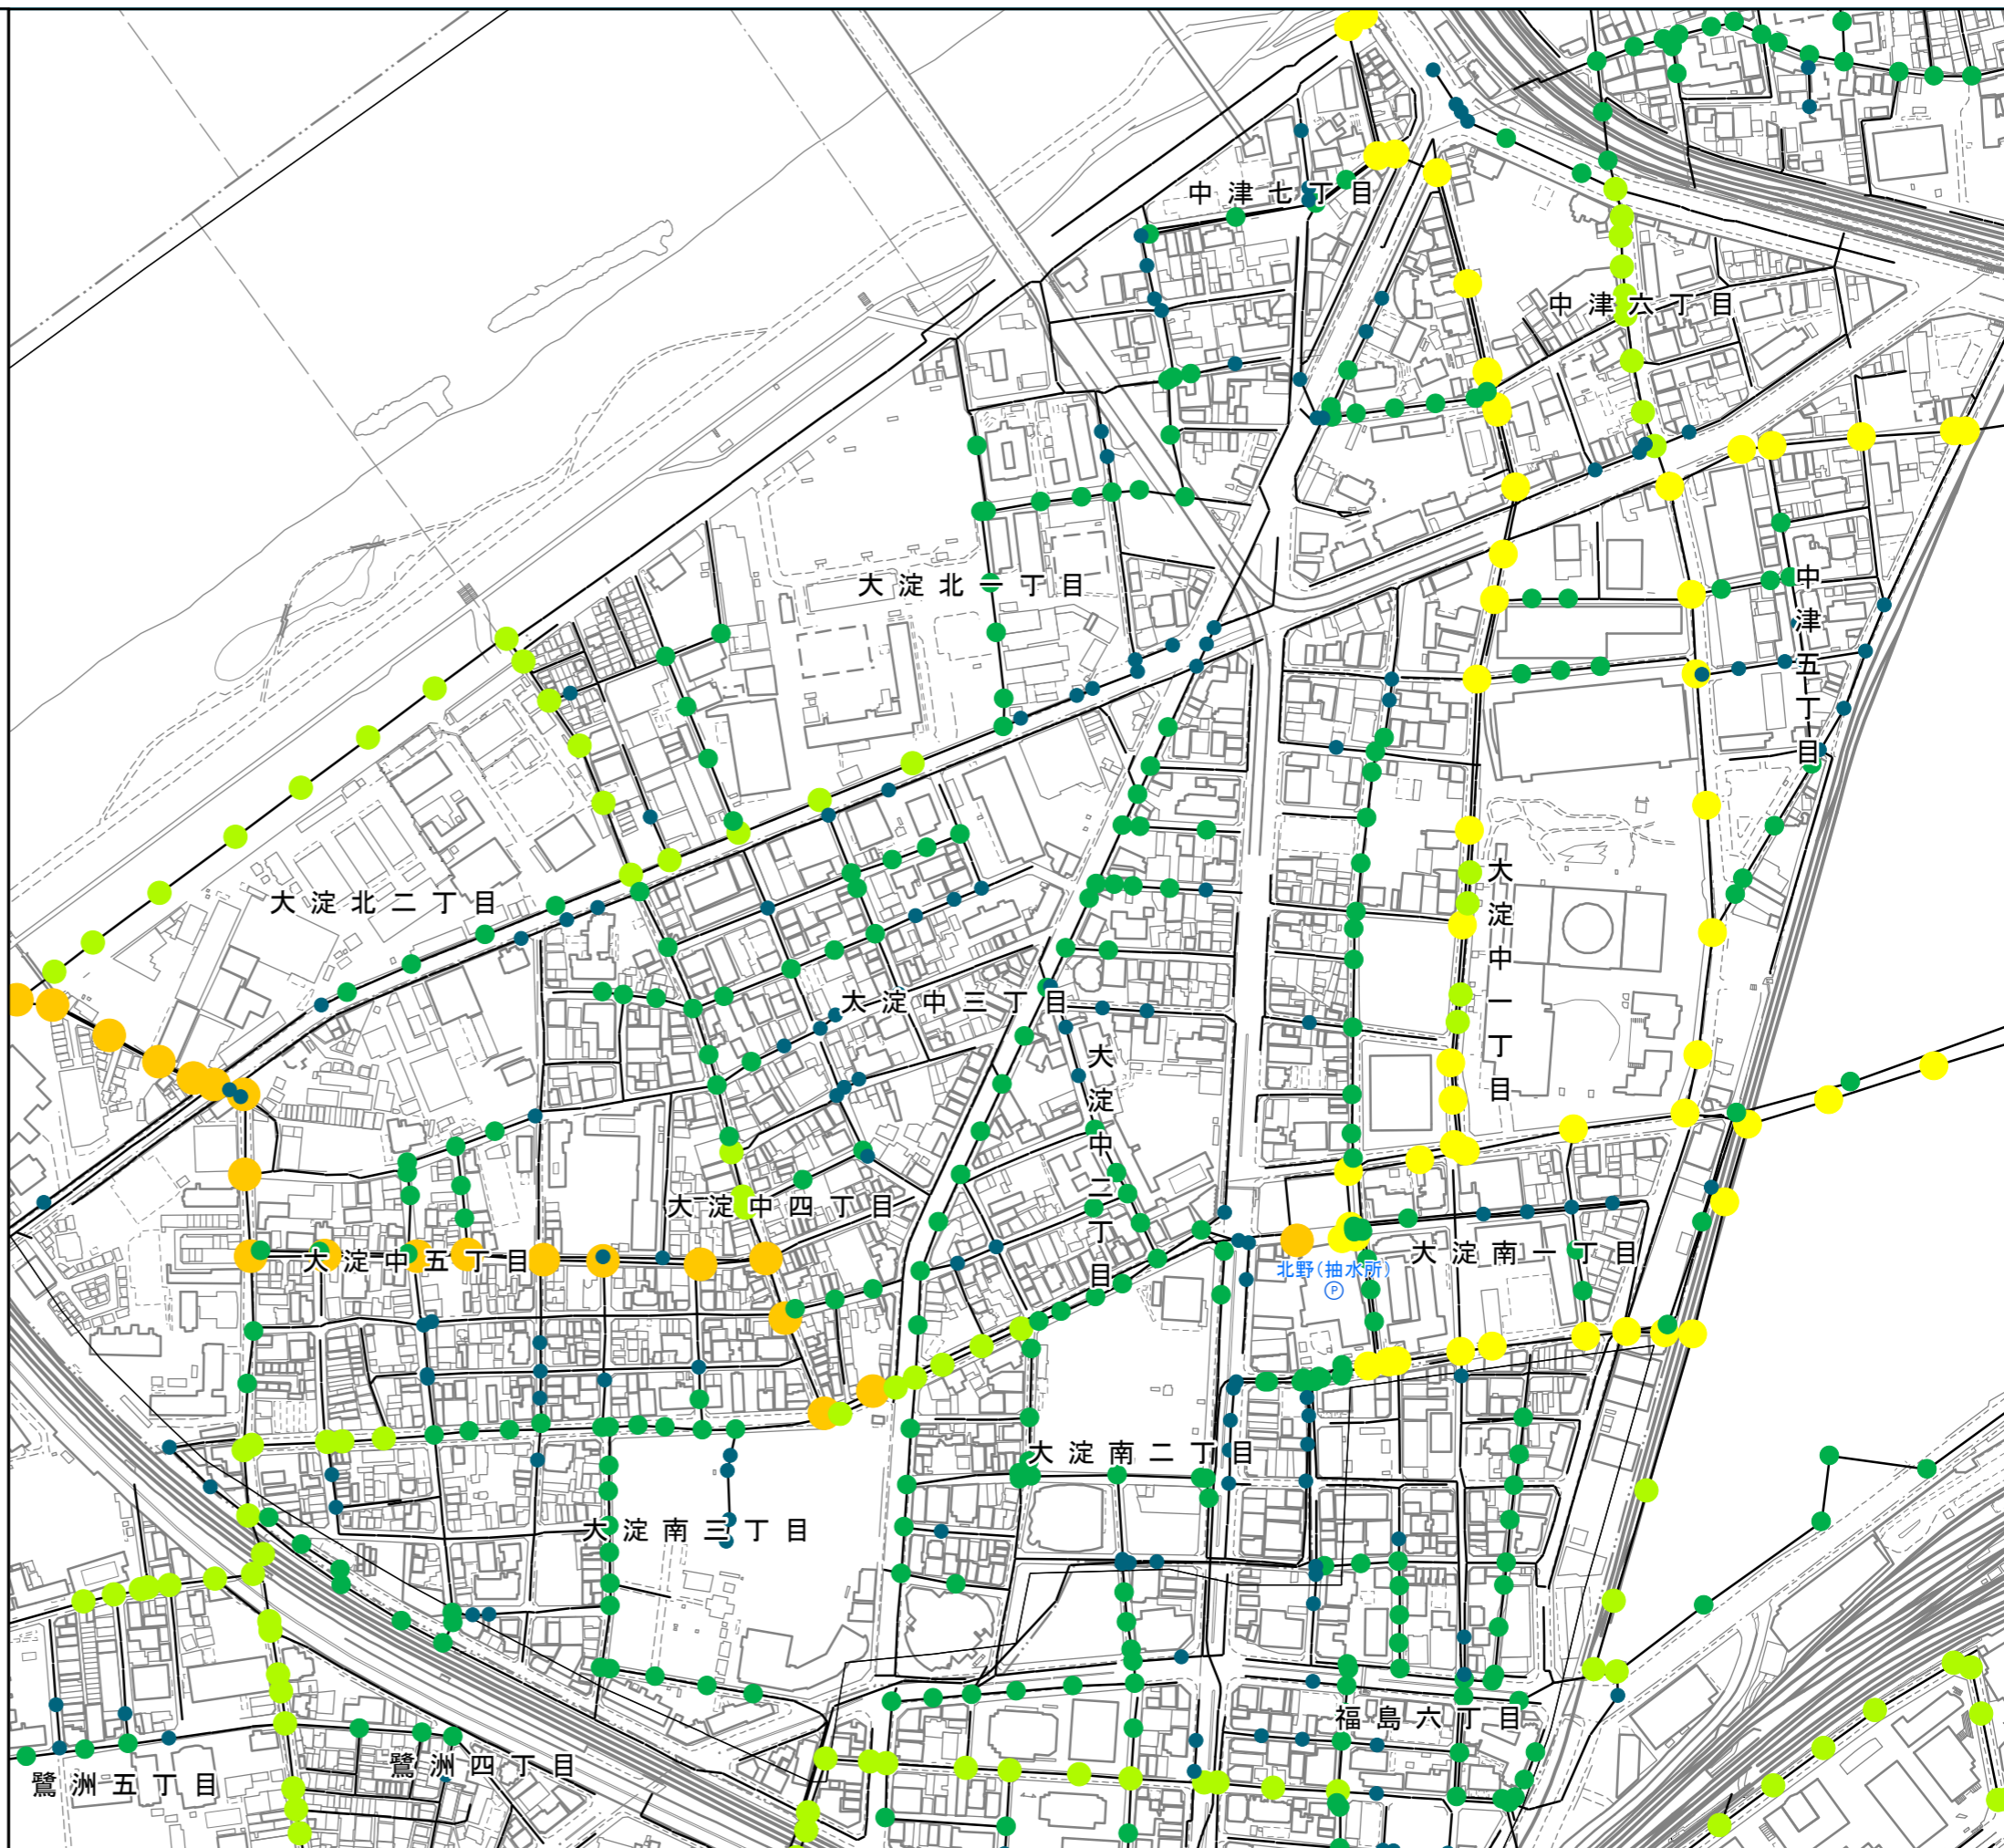 中津七丁目
中津六丁目
大淀北一丁目
中津五丁目
大淀北二丁目
大淀中一丁目
大淀中三丁目
大淀中二丁目
大淀中四丁目
大淀中五丁目
大淀南一丁目
北野(抽水所)
P
大淀南二丁目
大淀南三丁目
福島六丁目
鷺洲四丁目
鷺洲五丁目